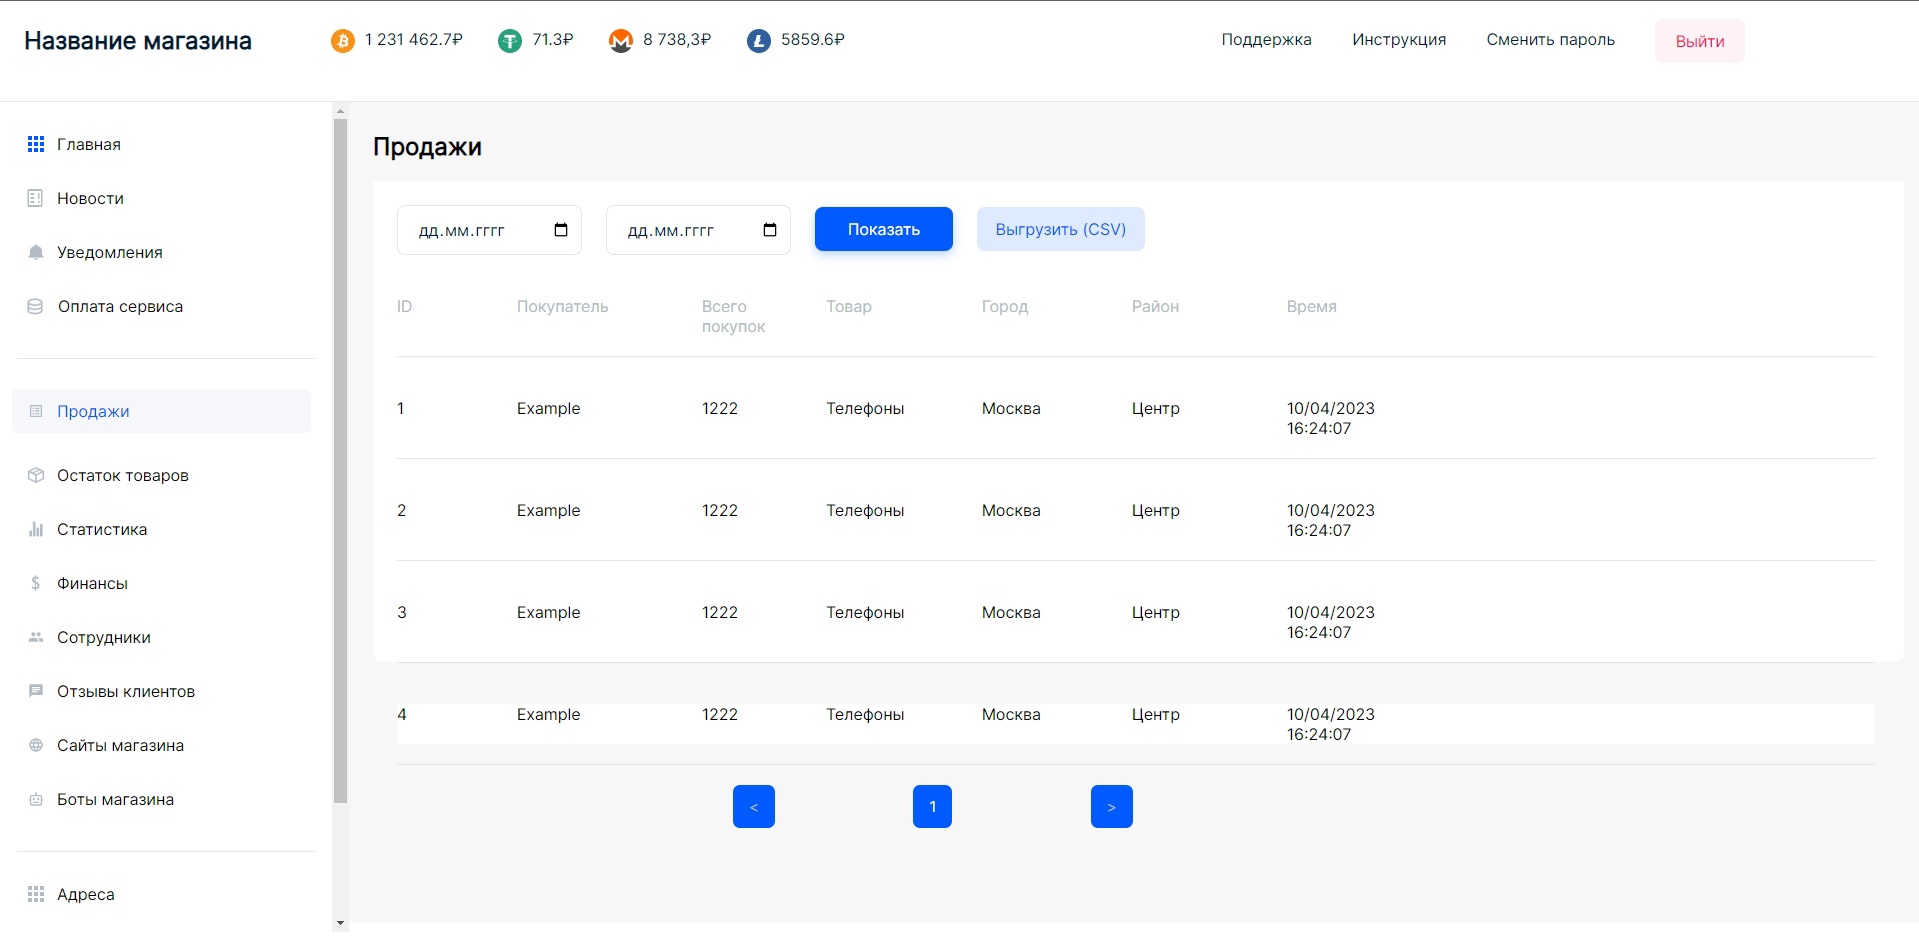 Название магазина
1 231 462.7₽ 71.3₽ 8 738,3₽ 5859.6₽
Поддержка Инструкция Сменить пароль Выйти
Главная
Новости
Уведомления
Оплата сервиса
Продажи
Остаток товаров
Статистика
Финансы
Сотрудники
Отзывы клиентов
Сайты магазина
Боты магазина
Адреса
Продажи
дд.мм.гггг дд.мм.гггг Показать Выгрузить (CSV)
ID Покупатель Всего покупок Товар Город Район Время
1 Example 1222 Телефоны Москва Центр 10/04/2023
16:24:07
2 Example 1222 Телефоны Москва Центр 10/04/2023
16:24:07
3 Example 1222 Телефоны Москва Центр 10/04/2023
16:24:07
4 Example 1222 Телефоны Москва Центр 10/04/2023
16:24:07
< 1 >